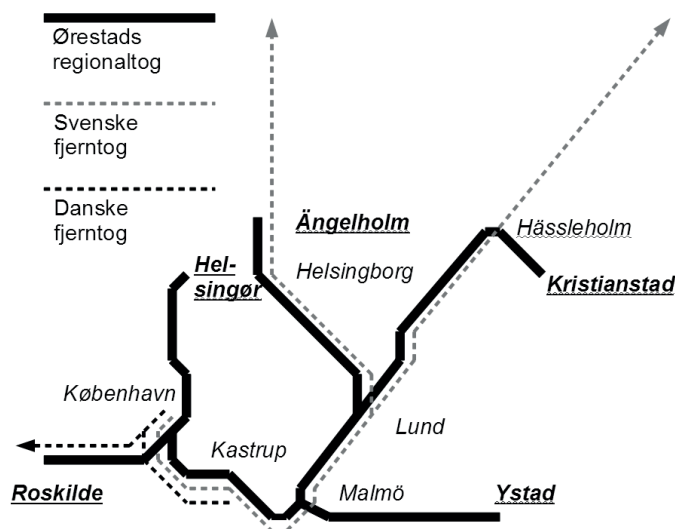 Ørestads
regionaltog
Svenske
fjerntog
Danske
fjerntog
Ängelholm
Hässleholm
Hel-
singør
Helsingborg
Kristianstad
København
Lund
Kastrup
Roskilde
Malmö
Ystad